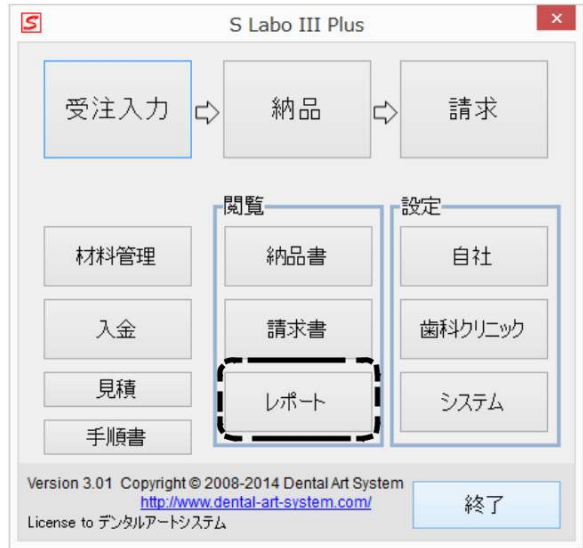 S S Labo III Plus ×
受注入力 ⇨ 納品 ⇨ 請求
閲覧 設定
材料管理 納品書 自社
入金 請求書 歯科クリニック
見積 レポート システム
手順書
Version 3.01 Copyright © 2008-2014 Dental Art System
http://www.dental-art-system.com/
License to デンタルアートシステム
終了